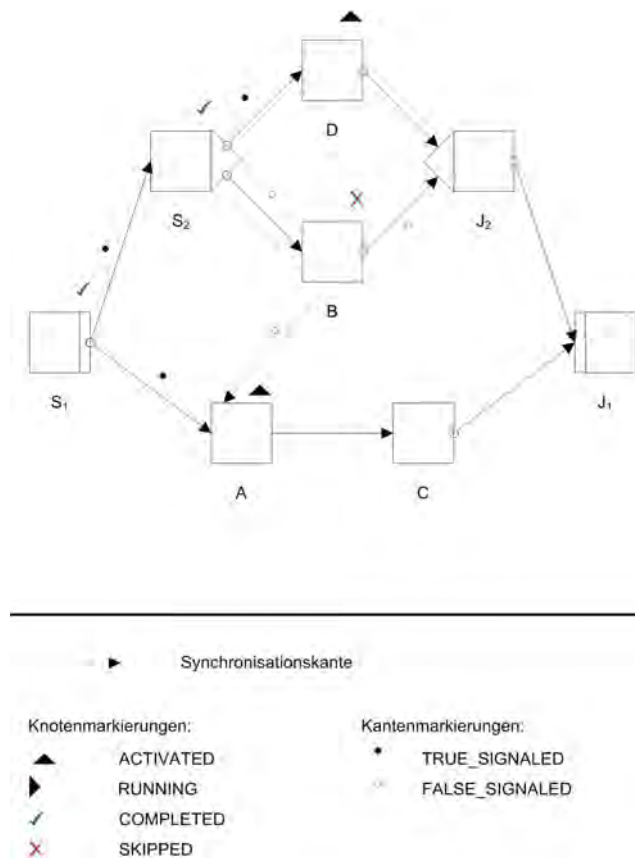 D
S₂
J₂
B
S₁
J₁
A
C
Synchronisationskante
Knotenmarkierungen:
Kantenmarkierungen:
ACTIVATED
TRUE_SIGNALED
RUNNING
FALSE_SIGNALED
COMPLETED
SKIPPED